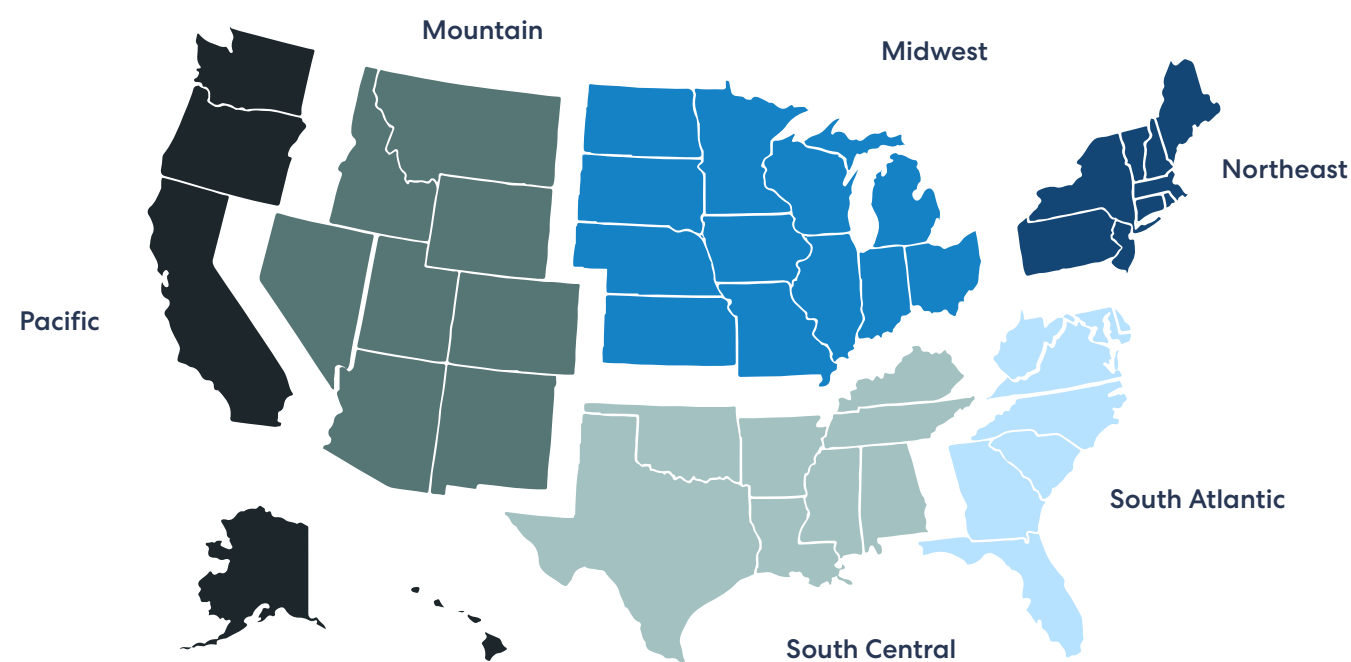 Mountain
Midwest
Northeast
Pacific
South Atlantic
South Central